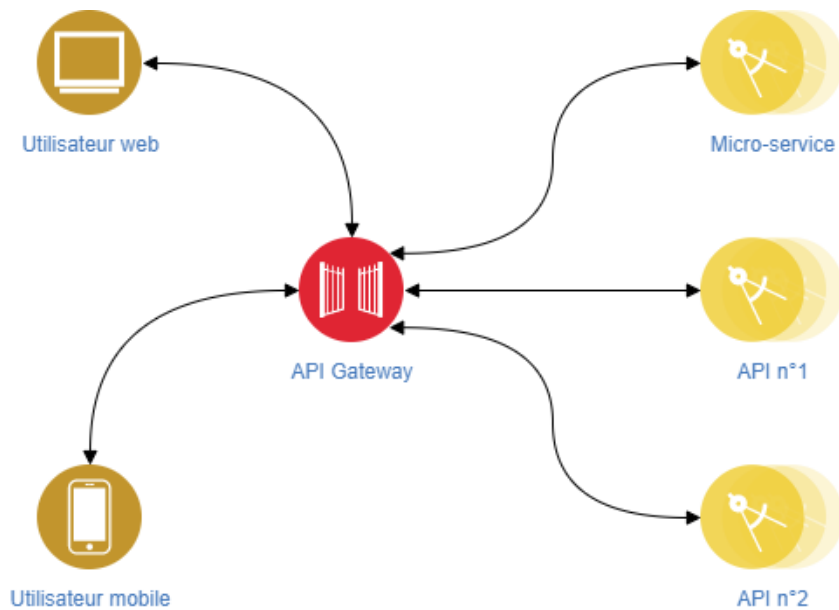 Utilisateur web
Micro-service
API Gateway
API n°1
Utilisateur mobile
API n°2